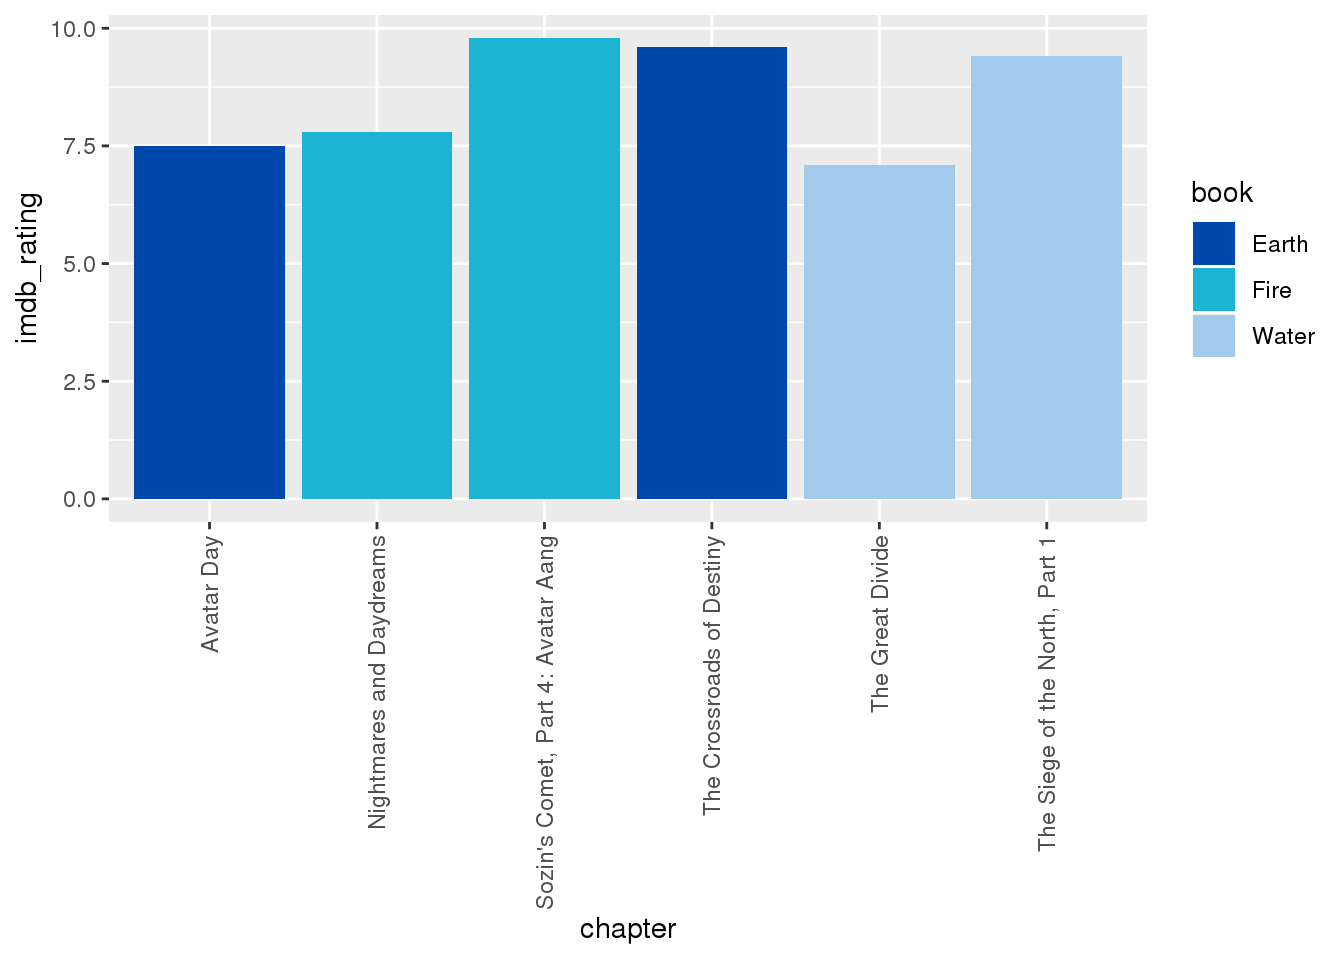 imdb_rating
10.0
7.5
5.0
2.5
0.0
Avatar Day
Nightmares and Daydreams
Sozin's Comet, Part 4: Avatar Aang
The Crossroads of Destiny
The Great Divide
The Siege of the North, Part 1
chapter
book
Earth
Fire
Water